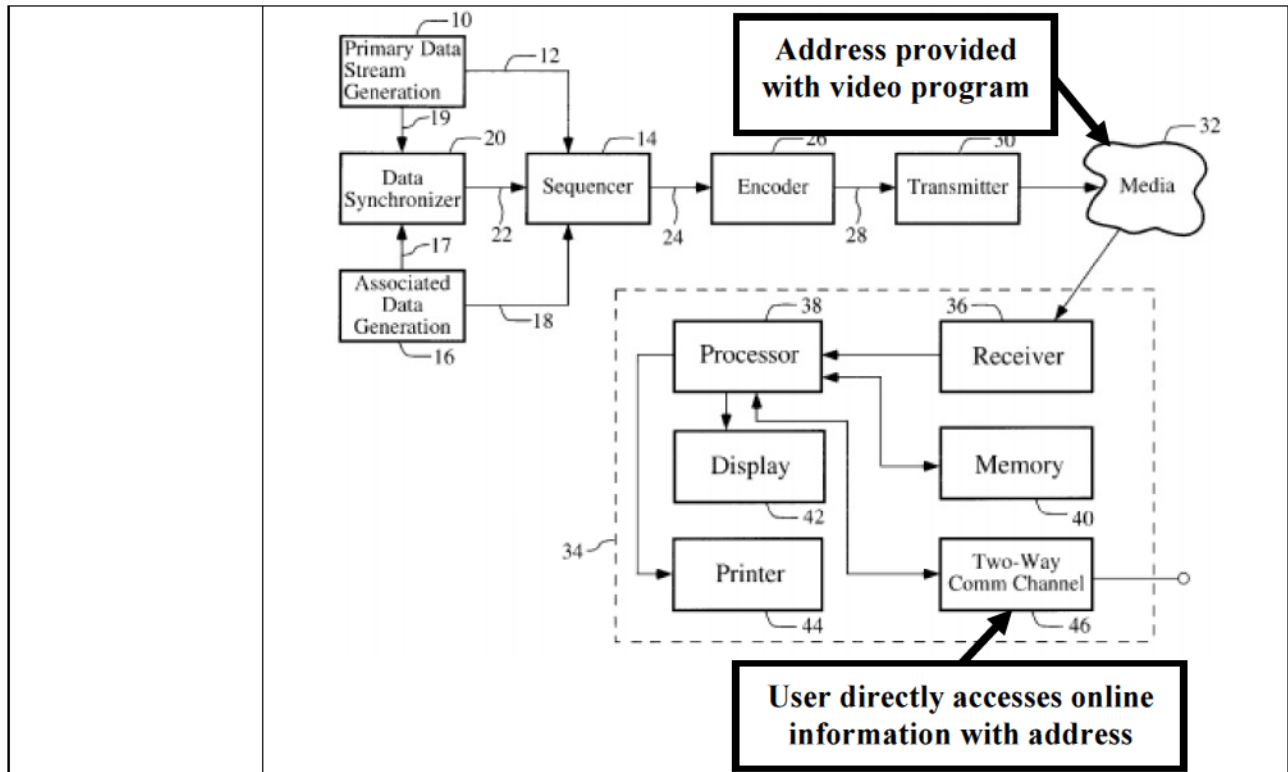 10
Primary Data
Stream
Generation
12
Address provided
with video program
19
20
14
26
30
32
Data
Synchronizer
Sequencer
Encoder
Transmitter
Media
22
24
28
17
Associated
Data
Generation
18
16
38
36
Processor
Receiver
Display
Memory
42
40
34
Printer
Two-Way
Comm Channel
44
46
User directly accesses online
information with address